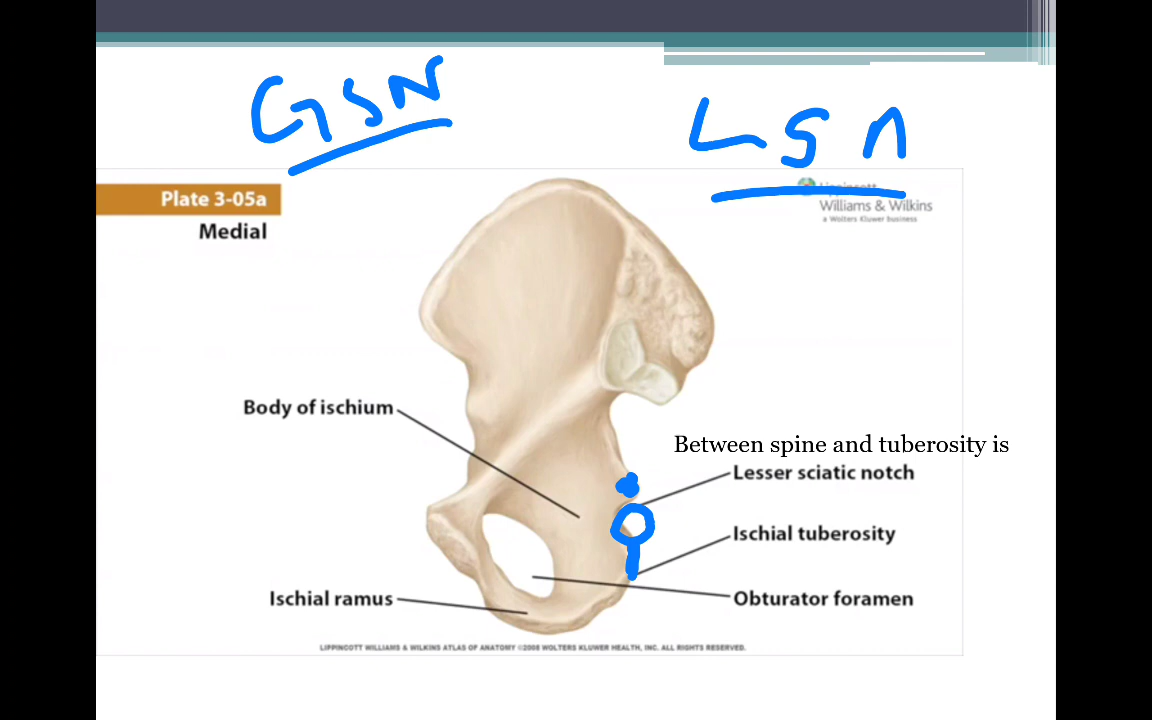 GSN
LSn
Plate 3-05a
Lippincott
Williams & Wilkins
a Wolters Kluwer business
Medial
Body of ischium
Between spine and tuberosity is
Lesser sciatic notch
Ischial tuberosity
Ischial ramus
Obturator foramen
LIPPINCOTT WILLIAMS & WILKINS ATLAS OF ANATOMY ©2008 WOLTERS KLUWER HEALTH, INC. ALL RIGHTS RESERVED.